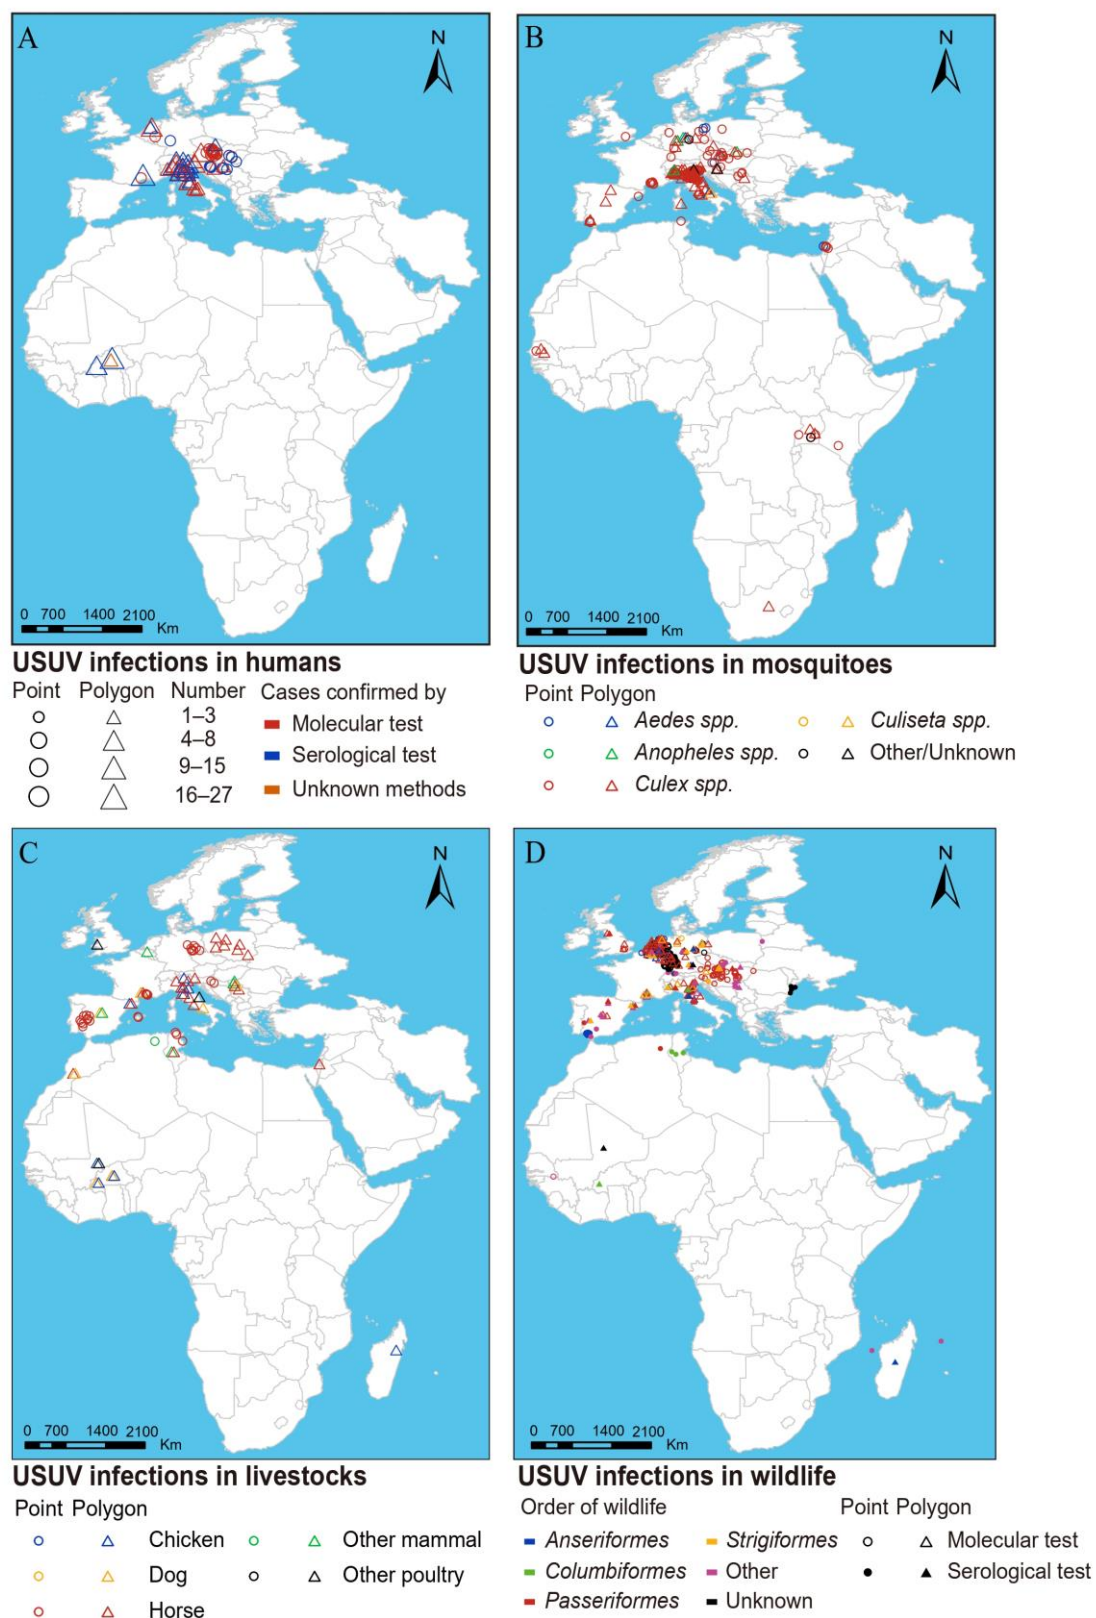 A
N
0 700 1400 2100
Km
USUV infections in humans
Point Polygon Number Cases confirmed by
1–3
Molecular test
4–8
Serological test
9–15
Unknown methods
16–27
B
N
0 700 1400 2100
Km
USUV infections in mosquitoes
Point Polygon
Aedes spp.
Culiseta spp.
Anopheles spp.
Other/Unknown
Culex spp.
C
N
0 700 1400 2100
Km
USUV infections in livestocks
Point Polygon
Chicken
Other mammal
Dog
Other poultry
Horse
D
N
0 700 1400 2100
Km
USUV infections in wildlife
Order of wildlife Point Polygon
Anseriformes
Strigiformes
Molecular test
Columbiformes
Other
Serological test
Passeriformes
Unknown